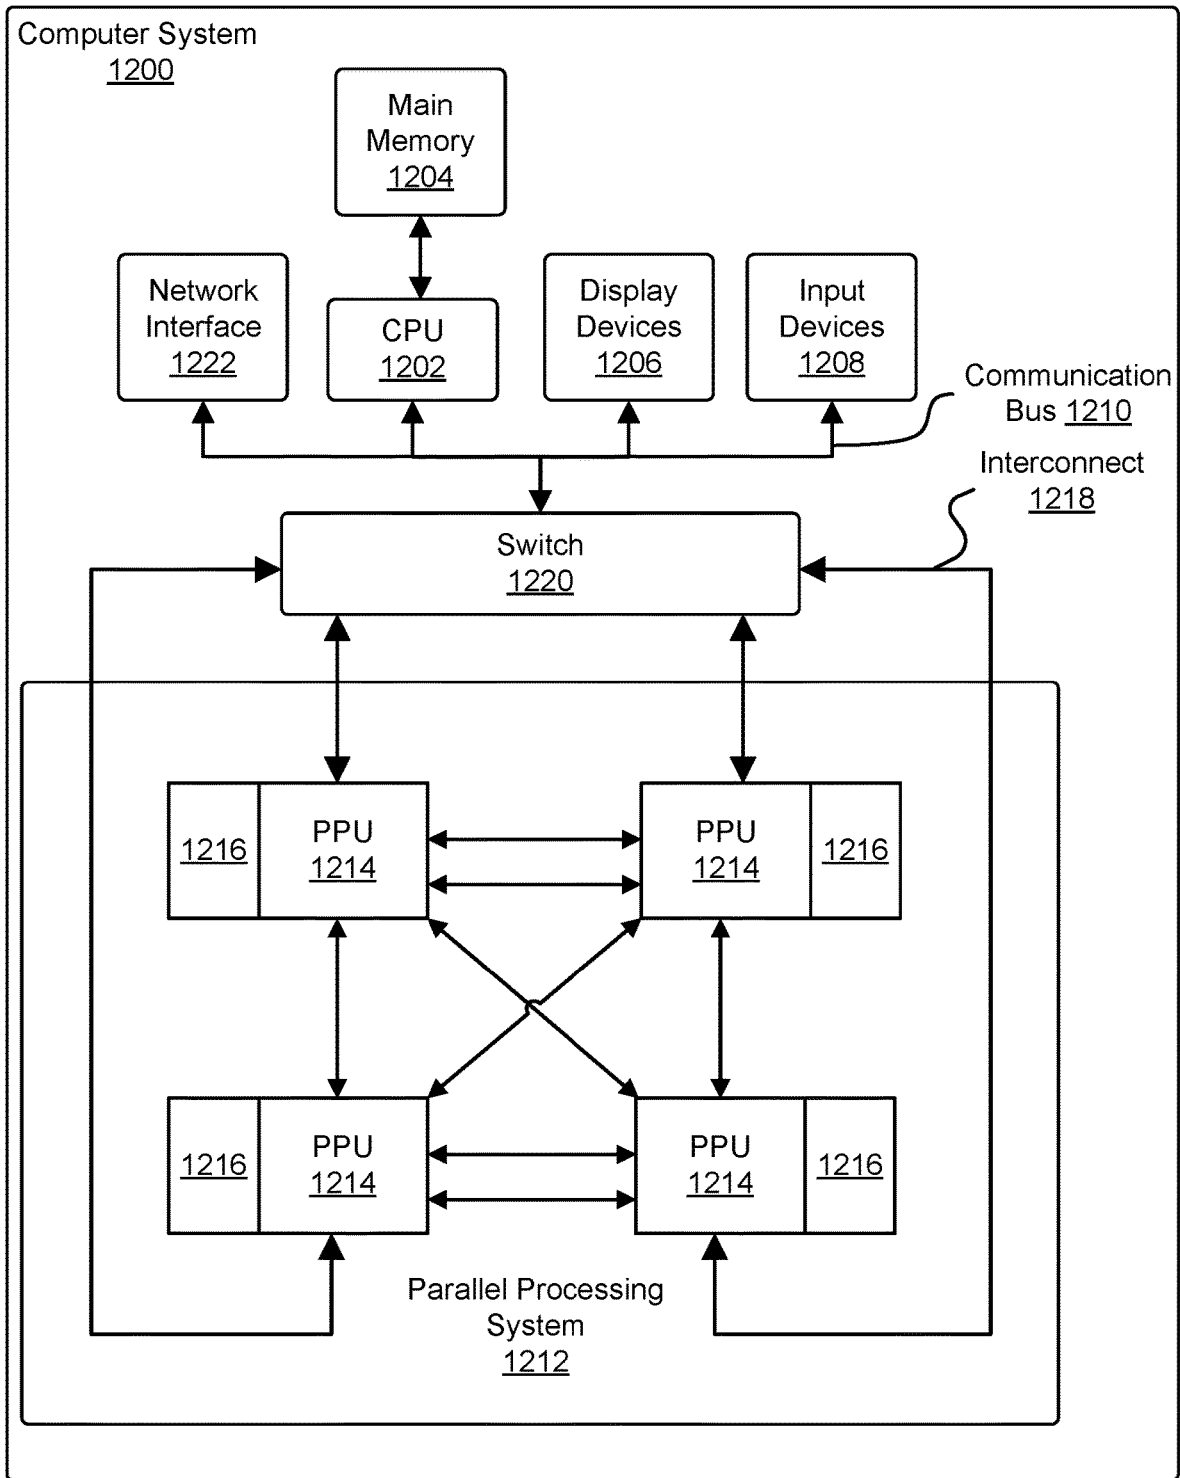 Computer System
1200
Main
Memory
1204
Network
Interface
1222
CPU
1202
Display
Devices
1206
Input
Devices
1208
Communication
Bus 1210
Interconnect
1218
Switch
1220
1216
PPU
1214
PPU
1214
1216
1216
PPU
1214
PPU
1214
1216
Parallel Processing
System
1212